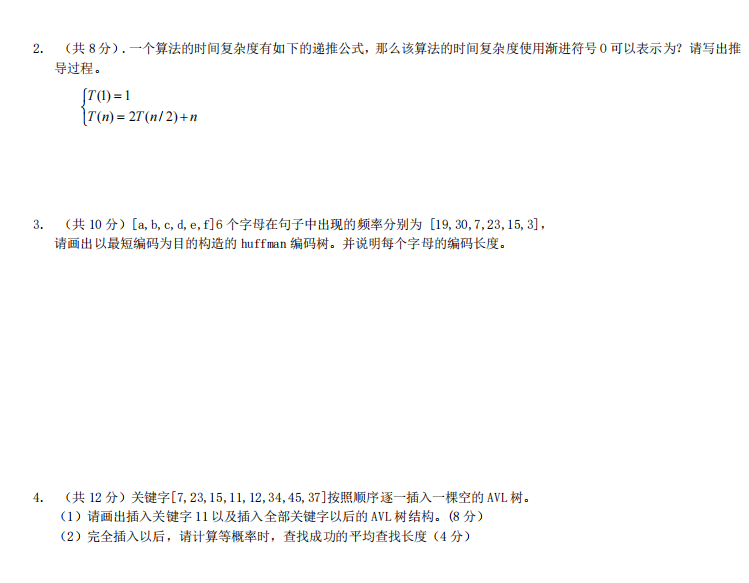 2. （共 8 分）.一个算法的时间复杂度有如下的递推公式，那么该算法的时间复杂度使用渐进符号 O 可以表示为？请写出推
导过程。
T(1) = 1
T(n) = 2T(n/2)+n
3. （共 10 分）[a,b,c,d,e,f]6 个字母在句子中出现的频率分别为 [19,30,7,23,15,3],
请画出以最短编码为目的构造的 huffman 编码树。并说明每个字母的编码长度。
4. （共 12 分）关键字[7,23,15,11,12,34,45,37]按照顺序逐一插入一棵空的 AVL 树。
（1）请画出插入关键字 11 以及插入全部关键字以后的 AVL 树结构。(8 分）
（2）完全插入以后，请计算等概率时，查找成功的平均查找长度（4 分）